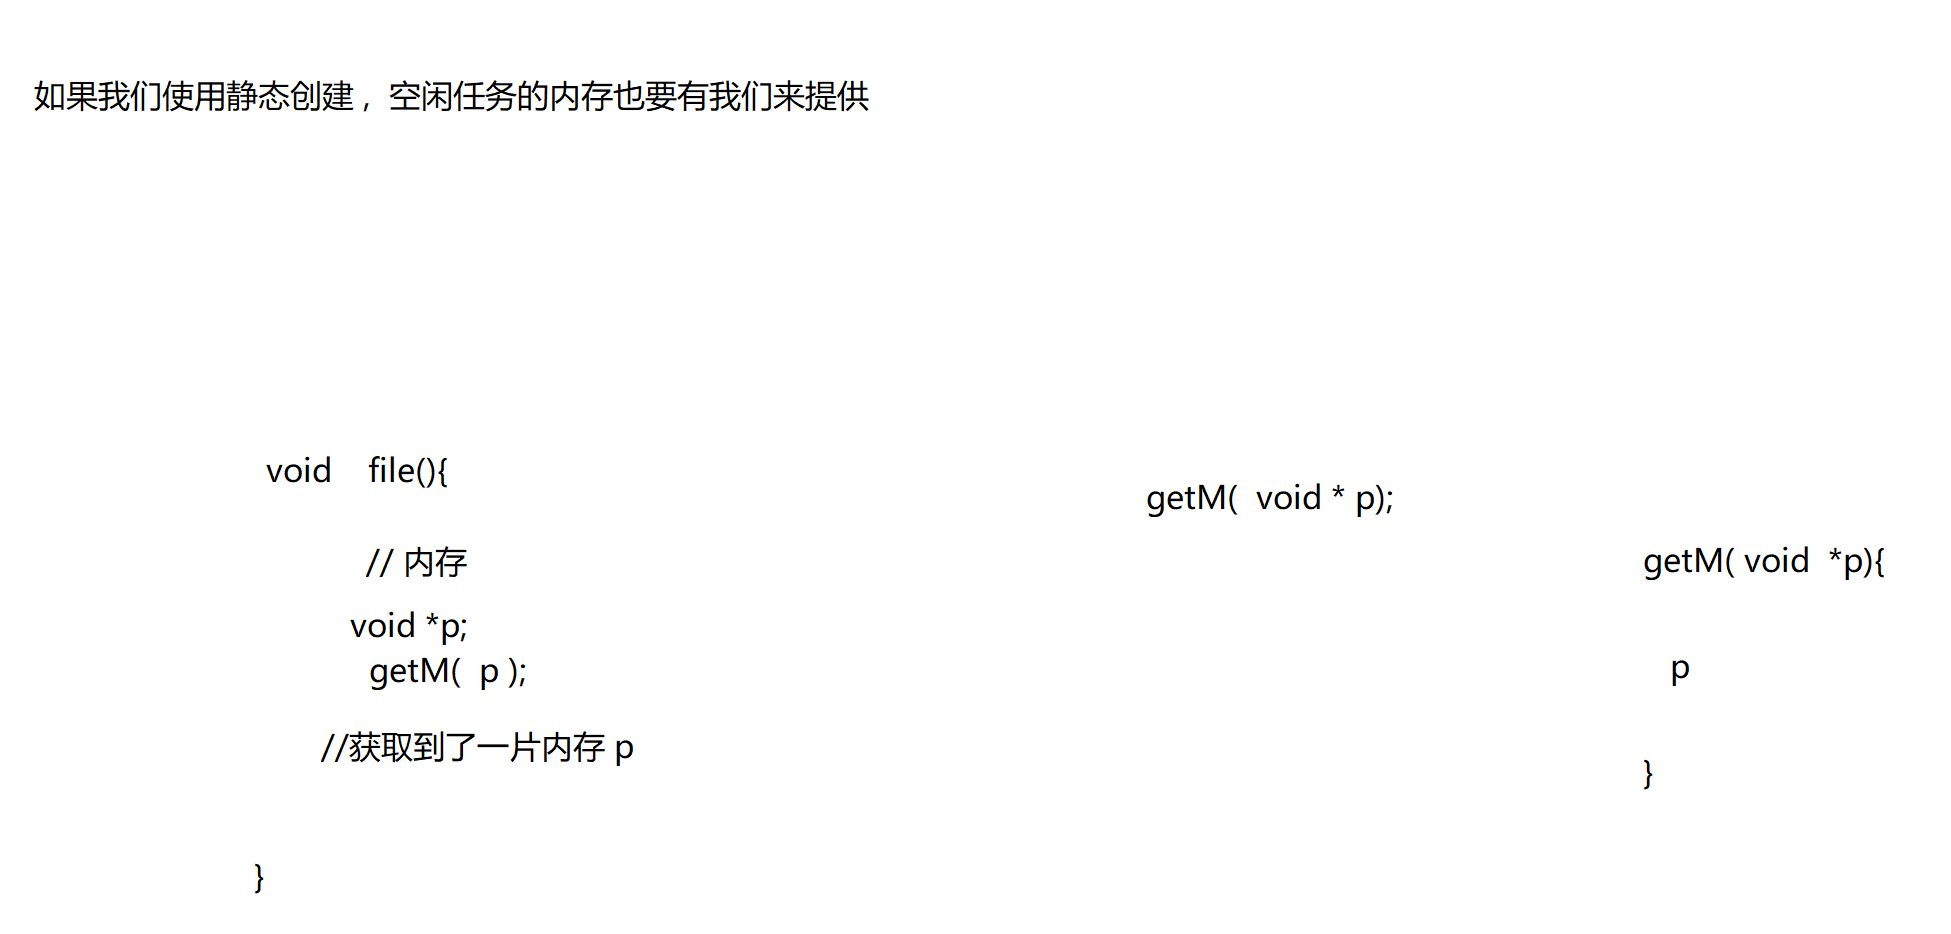 如果我们使用静态创建，空闲任务的内存也要有我们来提供
void file(){
// 内存
void *p;
getM( p );
//获取到了一片内存 p
}
getM( void * p);
getM( void *p){
p
}